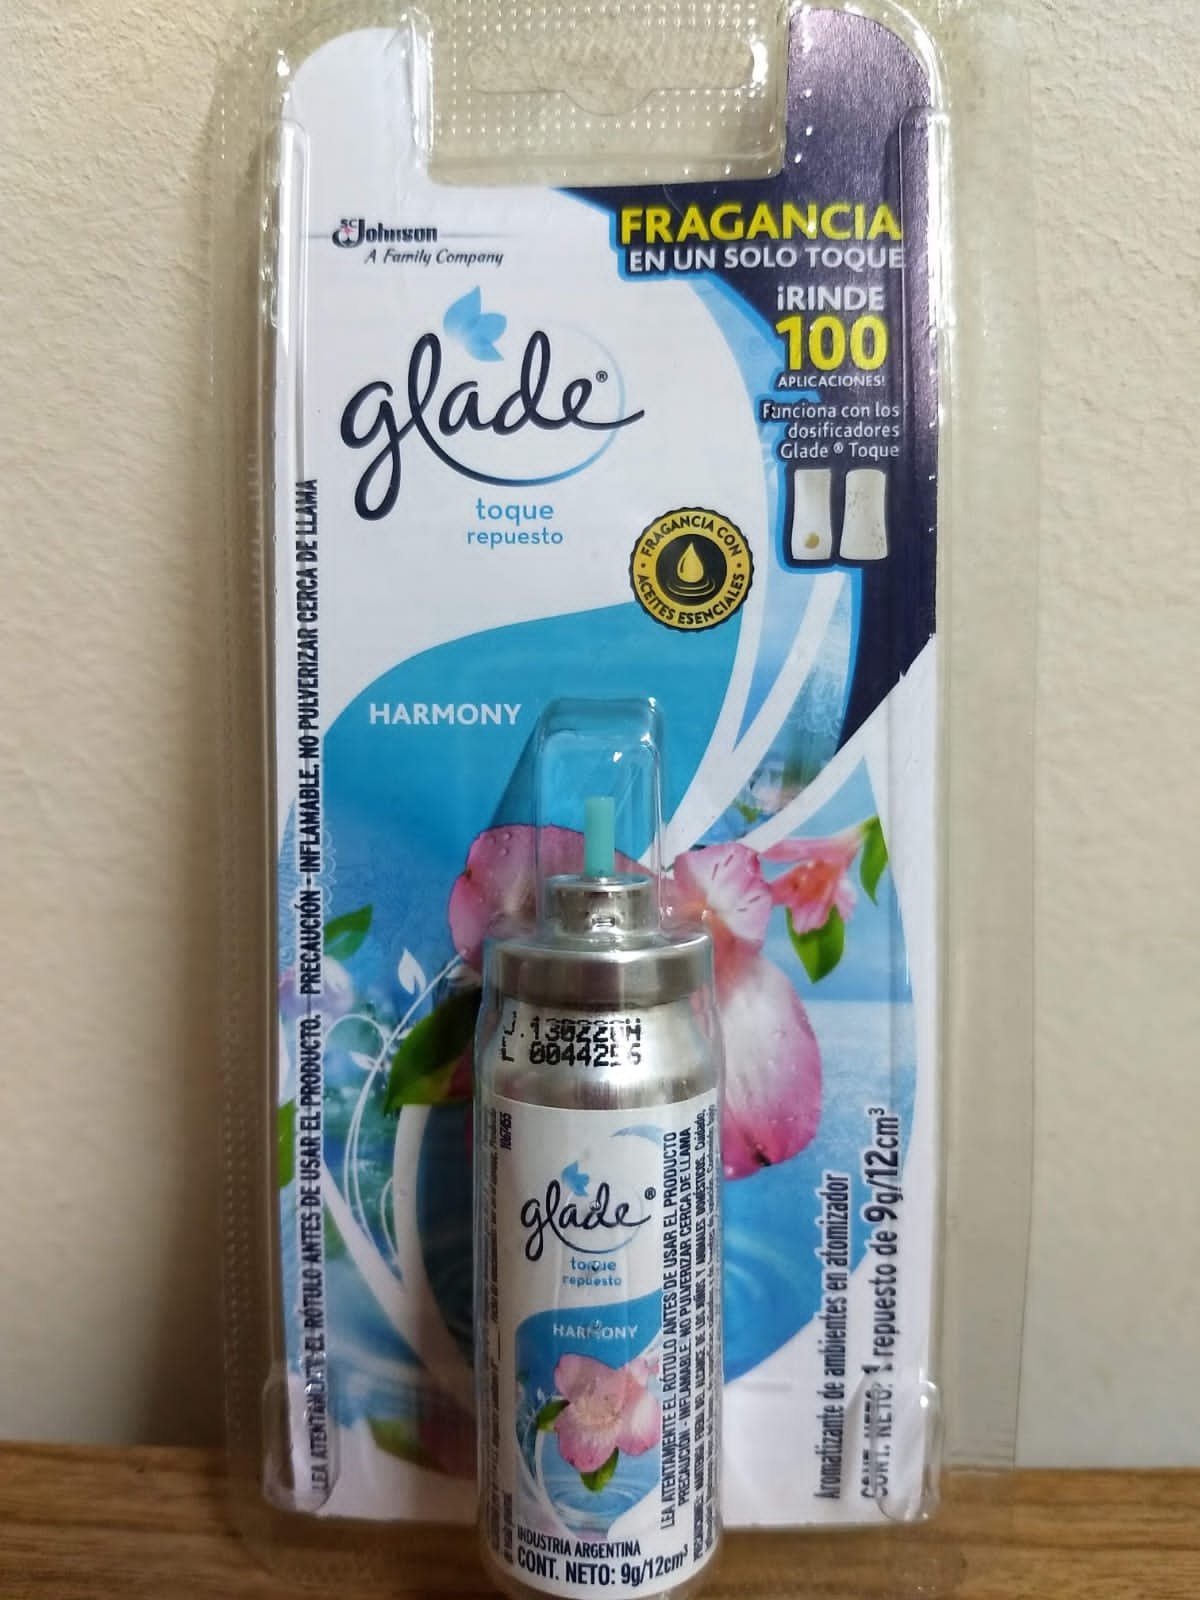 SC Johnson
A Family Company
FRAGANCIA
EN UN SOLO TOQUE
¡RINDE
100
APLICACIONES!
Funciona con los
dosificadores
Glade® Toque
glade®
toque
repuesto
FRAGANCIA CON
ACEITES ESENCIALES
HARMONY
LEA ATENTAMENTE EL RÓTULO ANTES DE USAR EL PRODUCTO. PRECAUCIÓN - INFLAMABLE. NO PULVERIZAR CERCA DE LLAMA
Aromatizante de ambientes en atomizador
CONT. NETO: 1 repuesto de 9g/12cm³
glade®
toque
repuesto
HARMONY
LEA ATENTAMENTE EL RÓTULO ANTES DE USAR EL PRODUCTO
PRECAUCIÓN - INFLAMABLE. NO PULVERIZAR CERCA DE LLAMA
INDUSTRIA ARGENTINA
CONT. NETO: 9g/12cm³